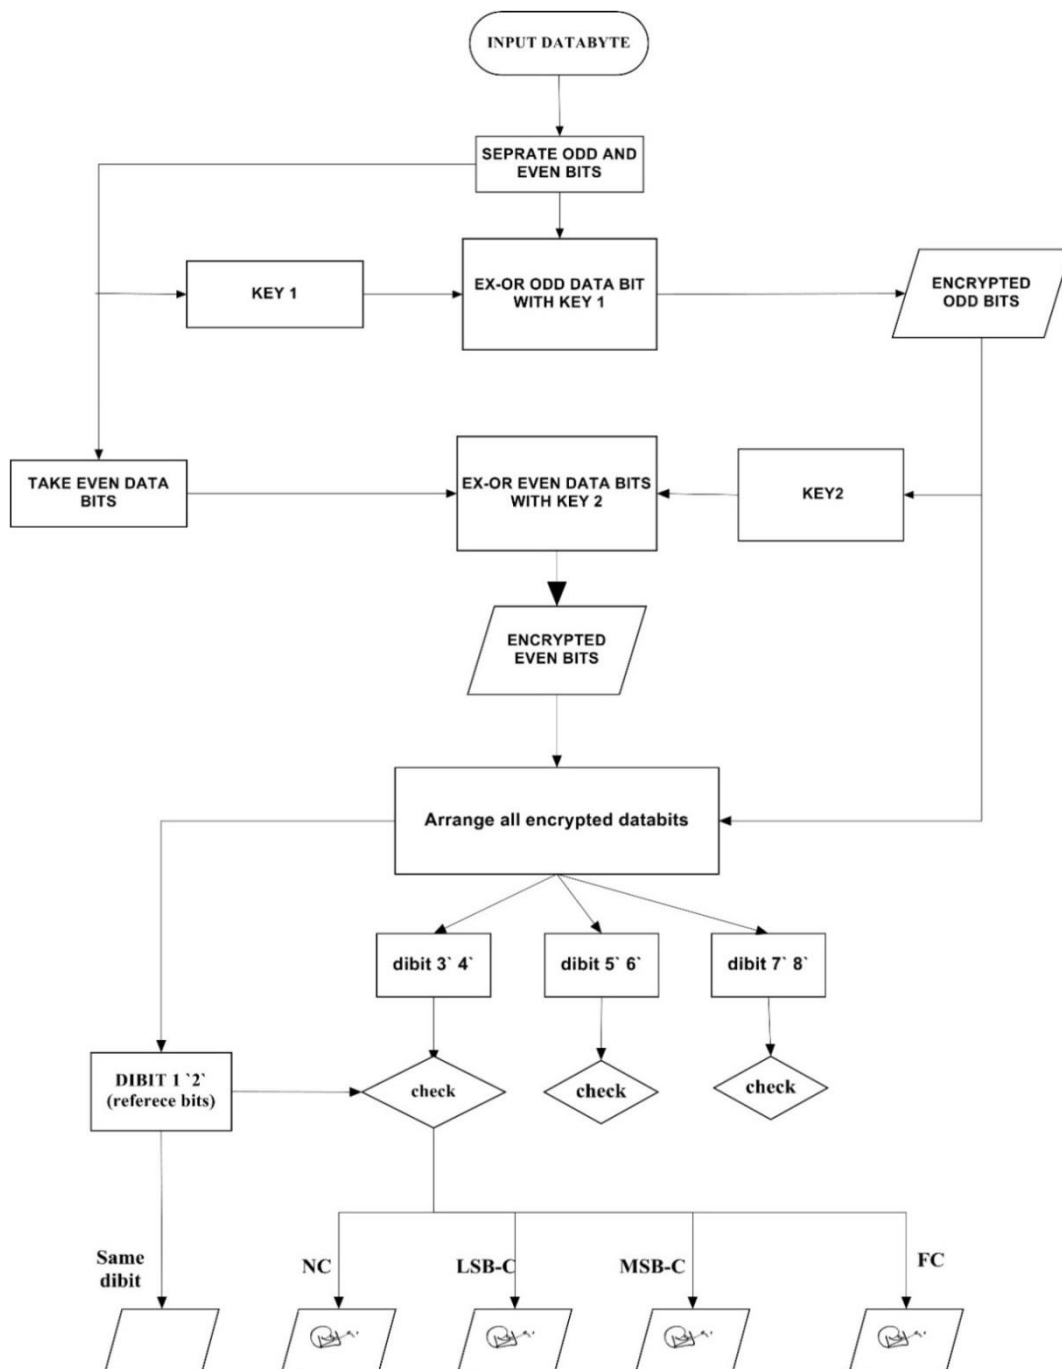 INPUT DATABYTE
SEPRATE ODD AND
EVEN BITS
KEY 1
EX-OR ODD DATA BIT
WITH KEY 1
ENCRYPTED
ODD BITS
TAKE EVEN DATA
BITS
EX-OR EVEN DATA BITS
WITH KEY 2
KEY2
ENCRYPTED
EVEN BITS
Arrange all encrypted databits
dibit 3` 4`
dibit 5` 6`
dibit 7` 8`
DIBIT 1 `2`
(referece bits)
check
check
check
Same
dibit
NC
LSB-C
MSB-C
FC